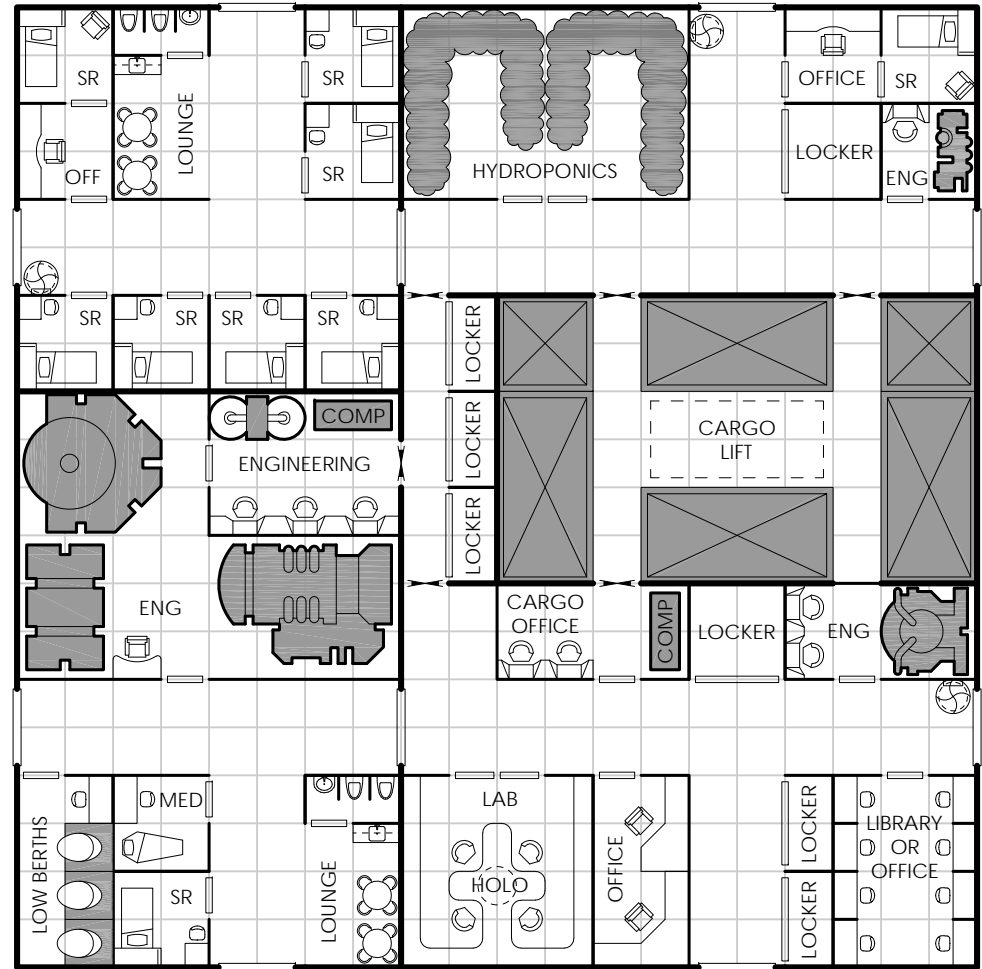 SR
LOUNGE
SR
OFFICE
SR
OFF
SR
HYDROPONICS
LOCKER
ENG
SR
SR
SR
SR
LOCKER
COMP
ENGINEERING
LOCKER
CARGO
LIFT
LOCKER
ENG
CARGO
OFFICE
COMP
LOCKER
ENG
LOW BERTHS
MED
SR
LOUNGE
LAB
HOLO
OFFICE
LOCKER
LOCKER
LIBRARY
OR
OFFICE